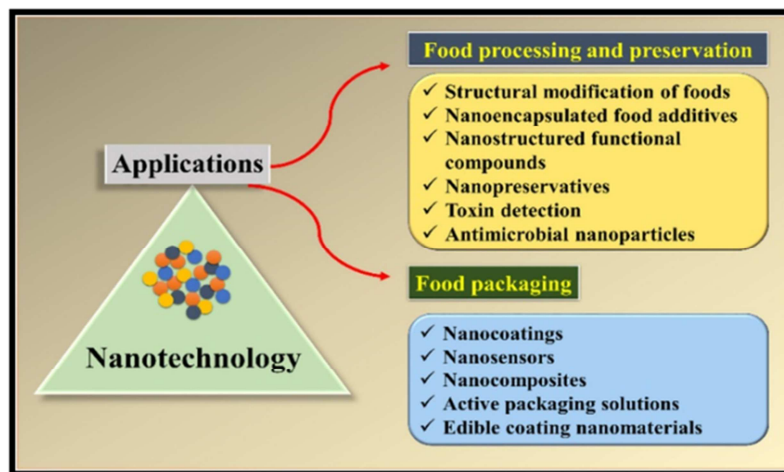 Food processing and preservation
✓ Structural modification of foods
✓ Nanoencapsulated food additives
✓ Nanostructured functional
compounds
✓ Nanopreservatives
✓ Toxin detection
✓ Antimicrobial nanoparticles
Applications
Nanotechnology
Food packaging
✓ Nanocoatings
✓ Nanosensors
✓ Nanocomposites
✓ Active packaging solutions
✓ Edible coating nanomaterials